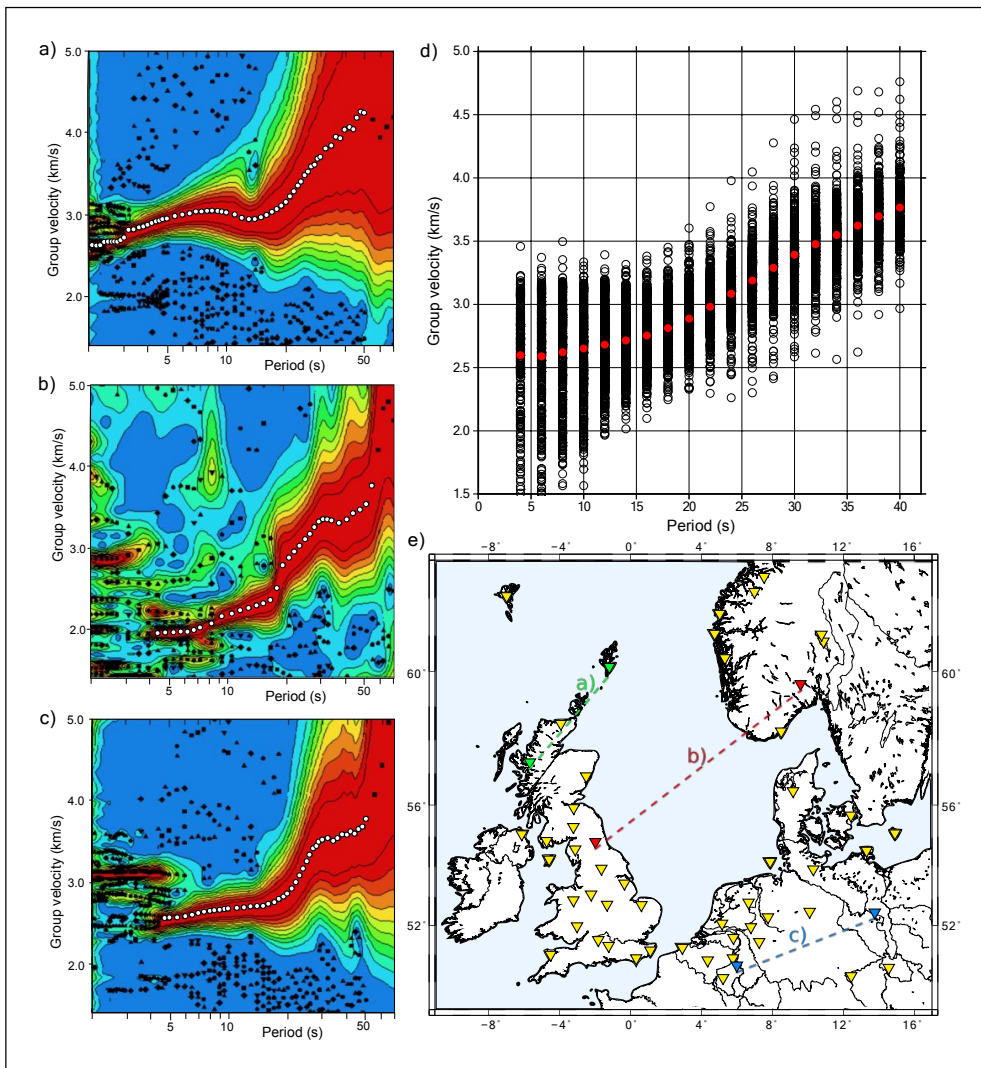 a)
5.0
4.0
3.0
2.0
Group velocity (km/s)
5
10
50
Period (s)
b)
5.0
4.0
3.0
2.0
Group velocity (km/s)
5
10
50
Period (s)
c)
5.0
4.0
3.0
2.0
Group velocity (km/s)
5
10
50
Period (s)
d)
5.0
4.5
4.0
3.5
3.0
2.5
2.0
1.5
Group velocity (km/s)
0 5 10 15 20 25 30 35 40
Period (s)
e)
−8˚ −4˚ 0˚ 4˚ 8˚ 12˚ 16˚
60˚ 60˚
56˚ 56˚
52˚ 52˚
a)
b)
c)
−8˚ −4˚ 0˚ 4˚ 8˚ 12˚ 16˚